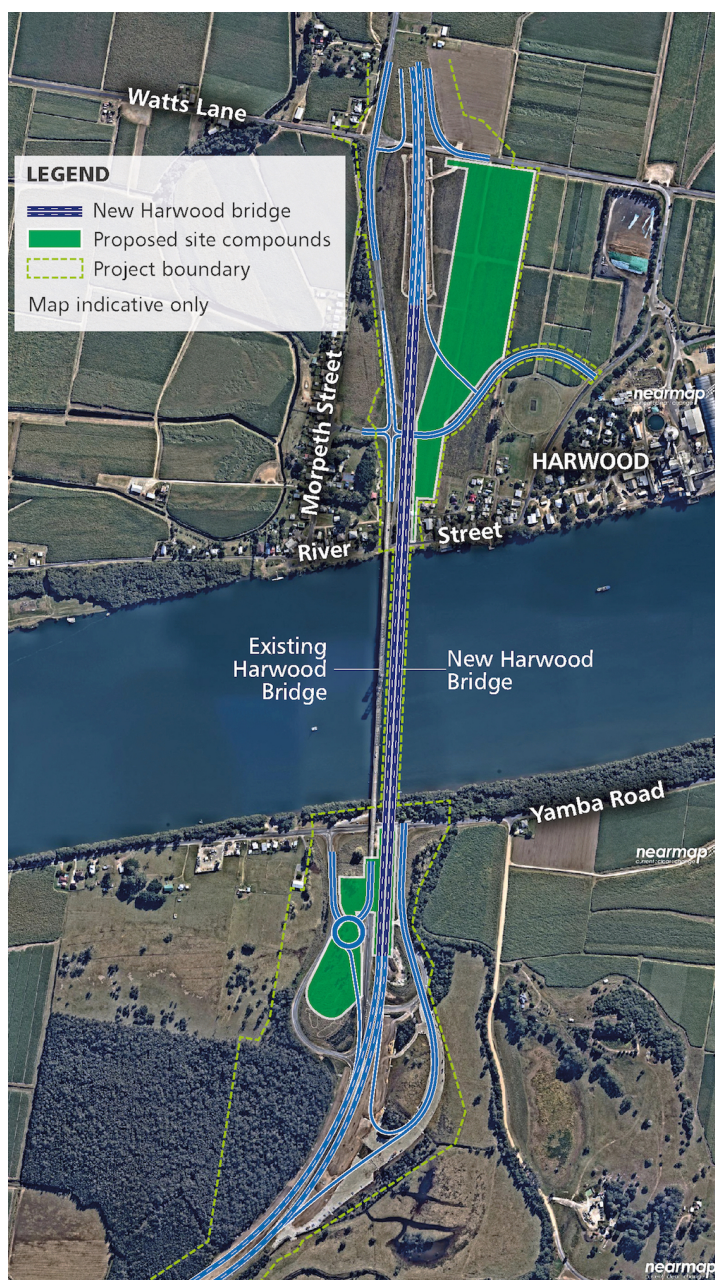 Watts Lane
LEGEND
New Harwood bridge
Proposed site compounds
Project boundary
Map indicative only
Morpeth Street
nearmap
HARWOOD
River Street
Existing
Harwood
Bridge
New Harwood
Bridge
Yamba Road
nearmap
nearmap